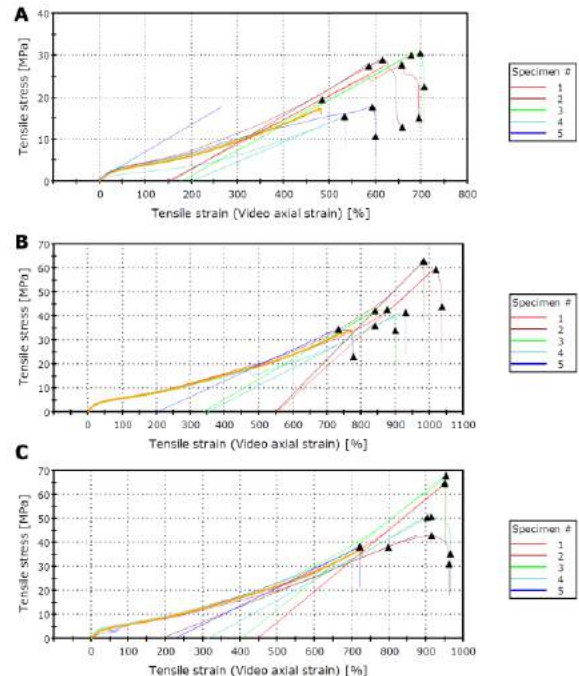 A
Tensile stress [MPa]
40
30
20
10
0
0 100 200 300 400 500 600 700 800
Tensile strain (Video axial strain) [%]
Specimen #
1
2
3
4
5
B
Tensile stress [MPa]
70
60
50
40
30
20
10
0
0 100 200 300 400 500 600 700 800 900 1000 1100
Tensile strain (Video axial strain) [%]
Specimen #
1
2
3
4
5
C
Tensile stress [MPa]
70
60
50
40
30
20
10
0
0 100 200 300 400 500 600 700 800 900 1000
Tensile strain (Video axial strain) [%]
Specimen #
1
2
3
4
5